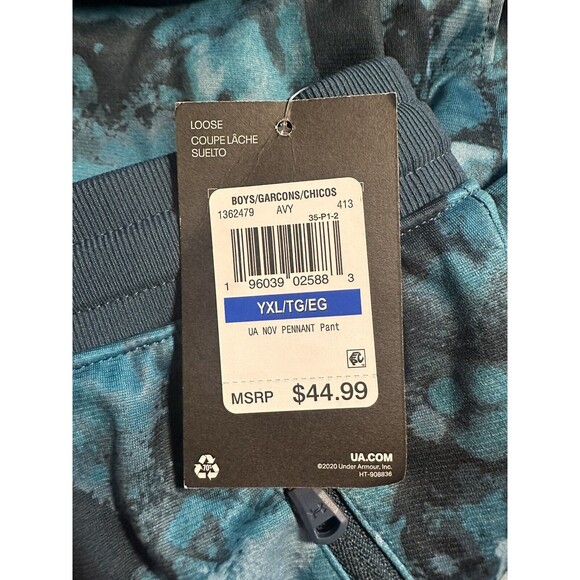 LOOSE
COUPE LÂCHE
SUELTO
BOYS/GARCONS/CHICOS
1362479 AVY 413
35-P1-2
1 96039 02588 3
YXL/TG/EG
UA NOV PENNANT Pant
MSRP $44.99
70%
UA.COM
©2020 Under Armour, Inc.
HT-908836